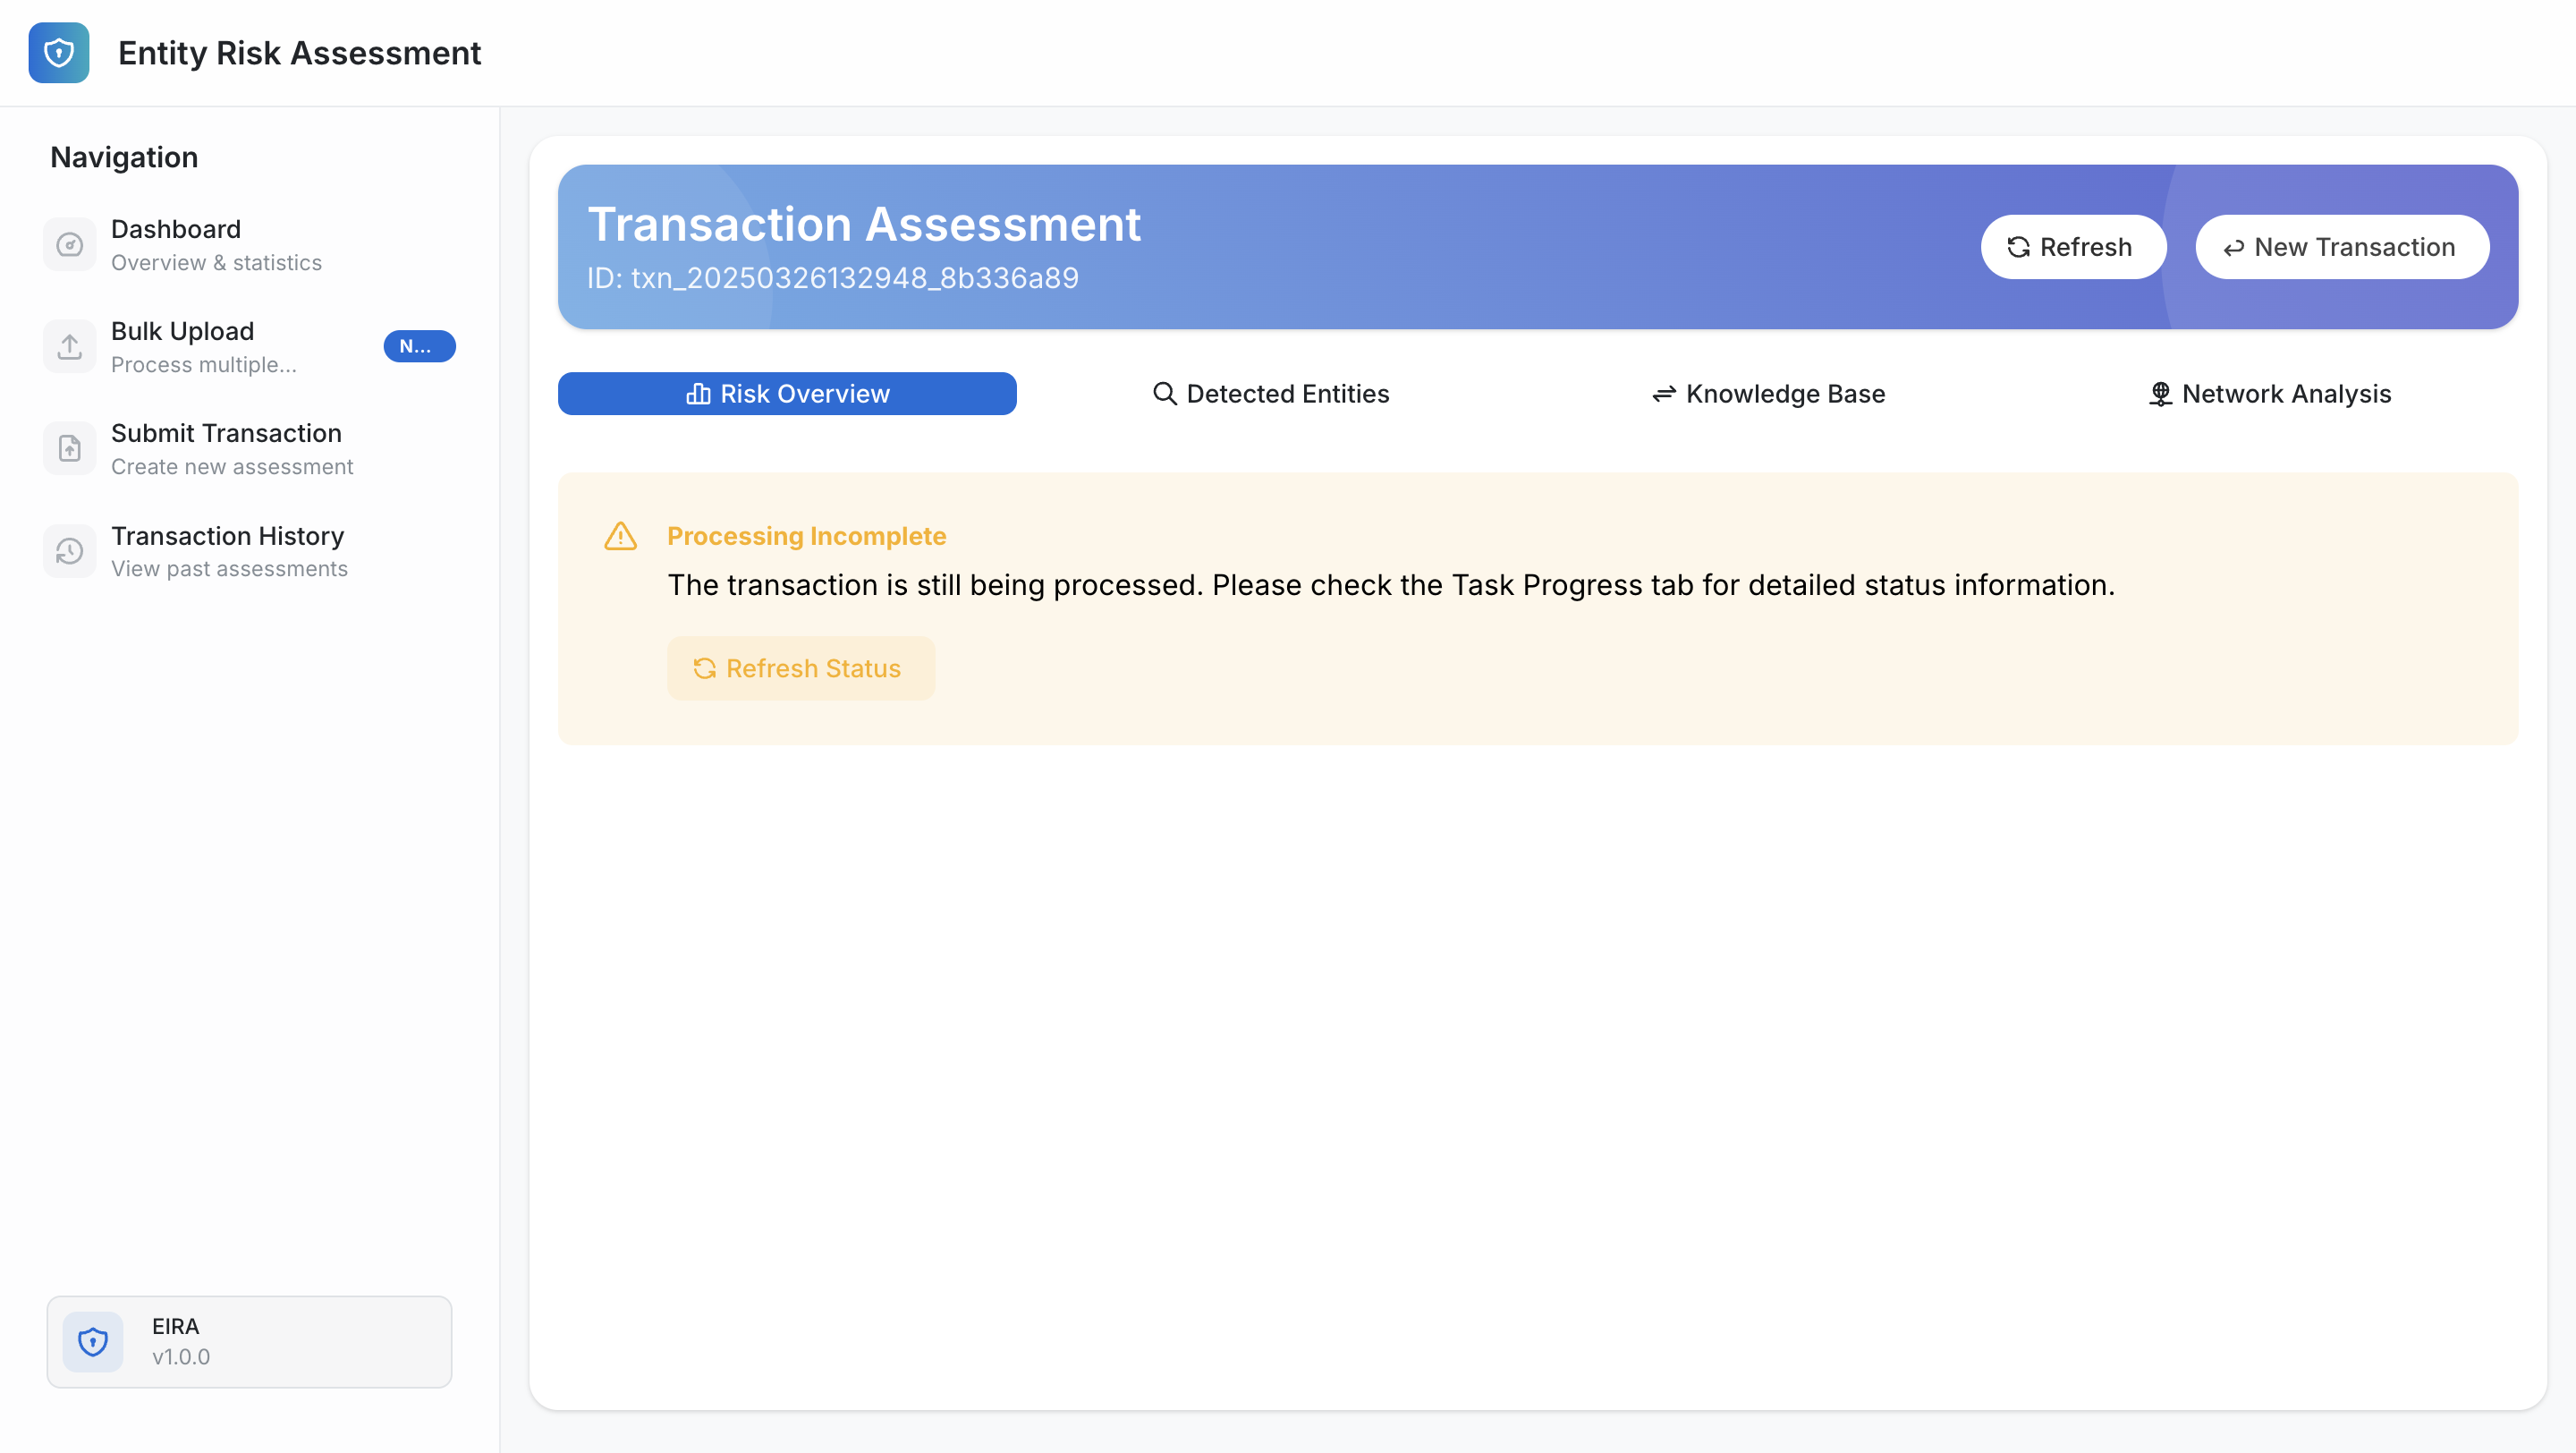 Entity Risk Assessment
Navigation
Dashboard
Overview & statistics
Bulk Upload
Process multiple...
N...
Submit Transaction
Create new assessment
Transaction History
View past assessments
EIRA
v1.0.0
Transaction Assessment
ID: txn_20250326132948_8b336a89
Refresh
New Transaction
Risk Overview
Detected Entities
Knowledge Base
Network Analysis
Processing Incomplete
The transaction is still being processed. Please check the Task Progress tab for detailed status information.
Refresh Status